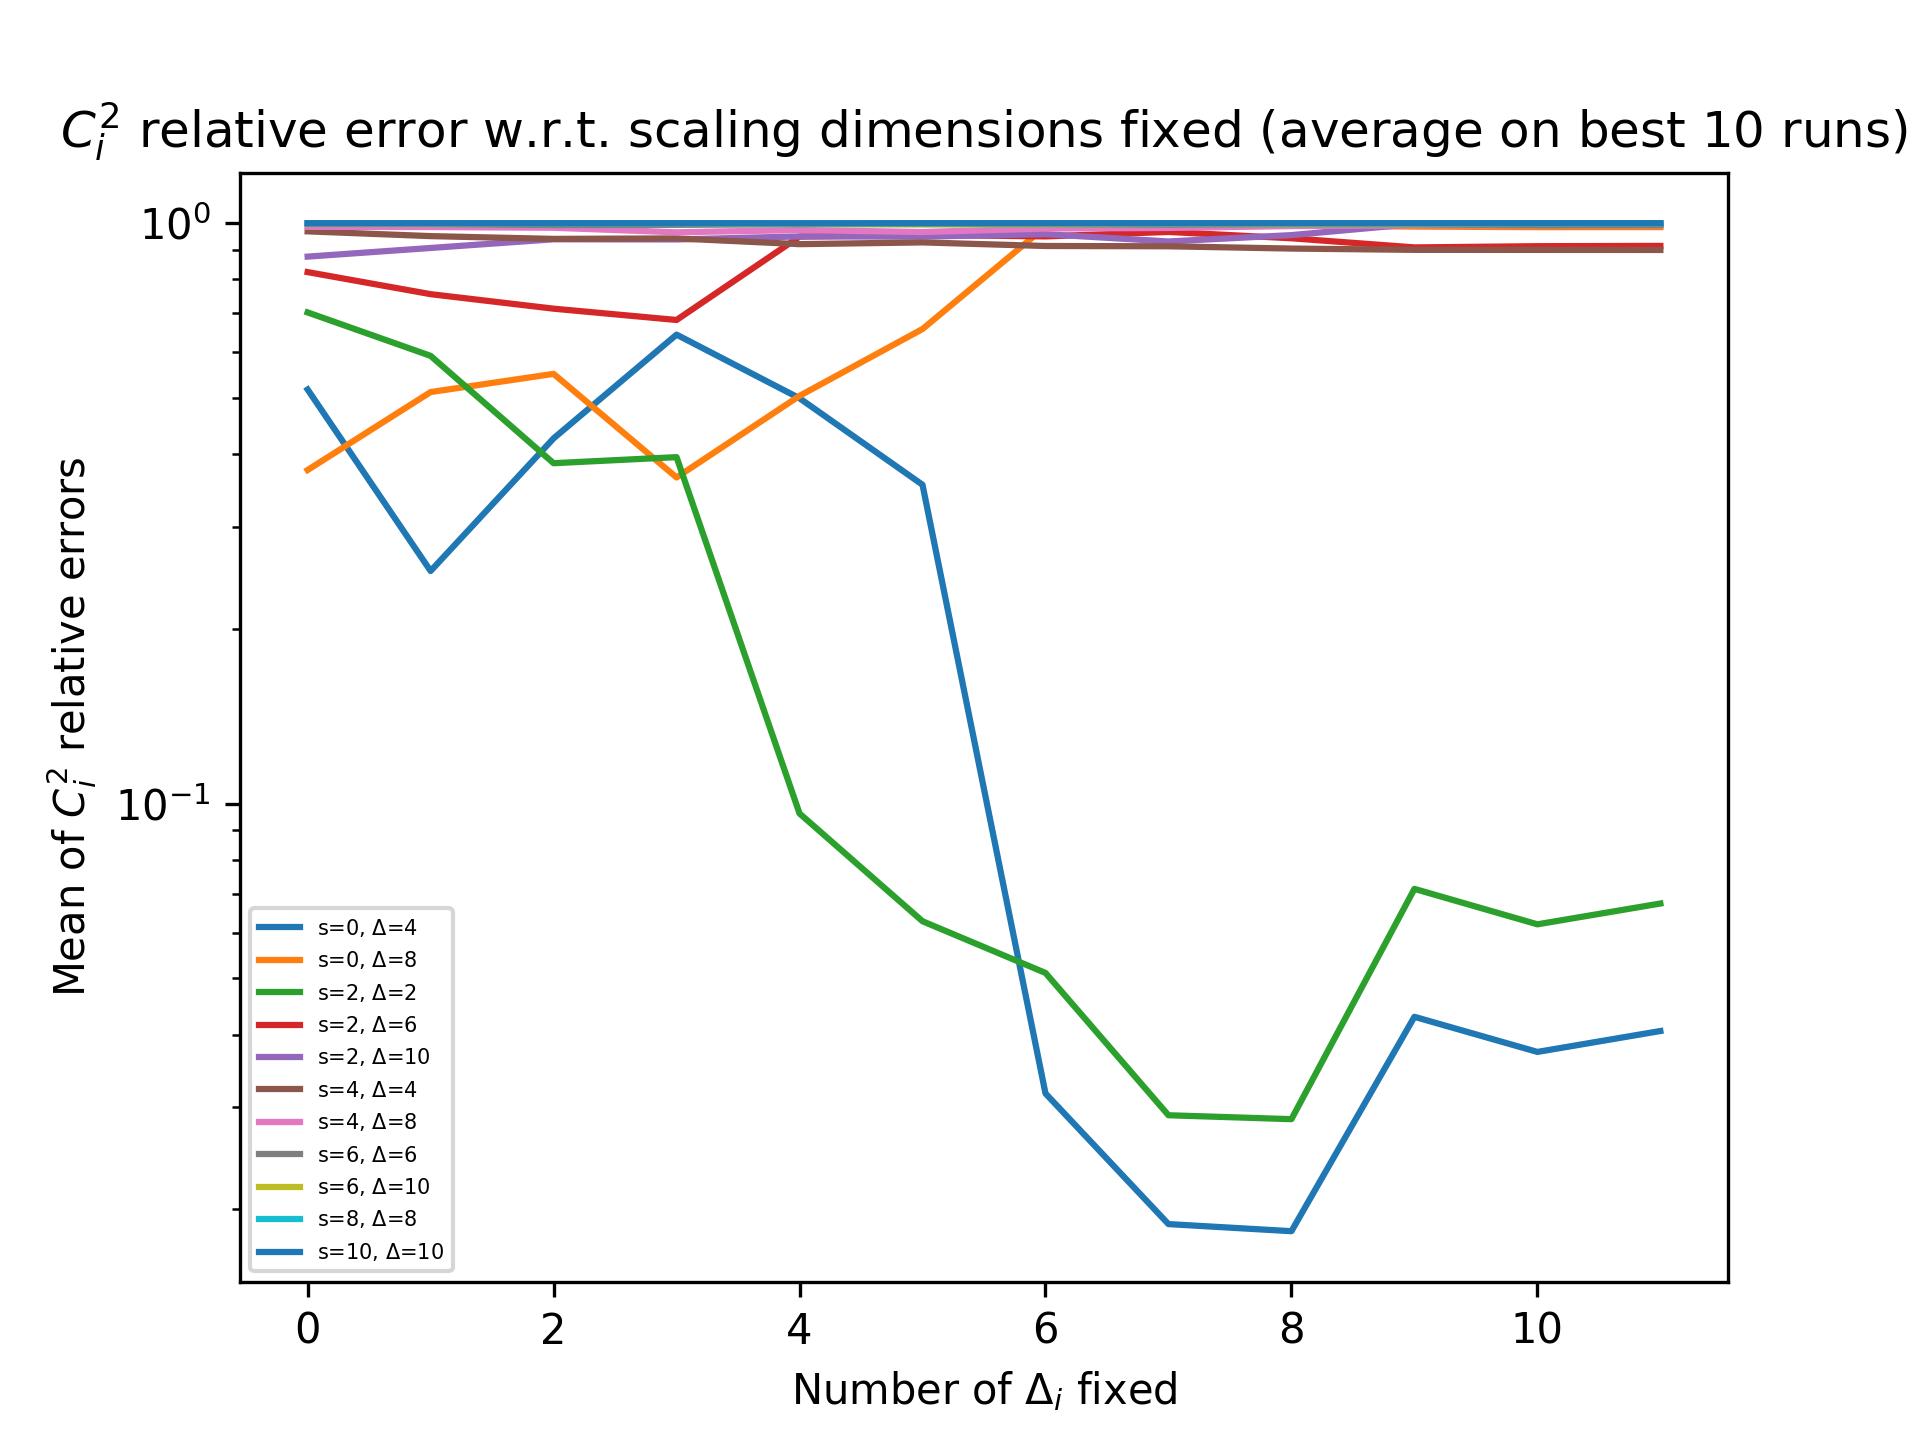 $C_i^2$ relative error w.r.t. scaling dimensions fixed (average on best 10 runs)
Mean of $C_i^2$ relative errors
$10^0$
$10^{-1}$
s=0, Δ=4
s=0, Δ=8
s=2, Δ=2
s=2, Δ=6
s=2, Δ=10
s=4, Δ=4
s=4, Δ=8
s=6, Δ=6
s=6, Δ=10
s=8, Δ=8
s=10, Δ=10
0 2 4 6 8 10
Number of $Δ_i$ fixed